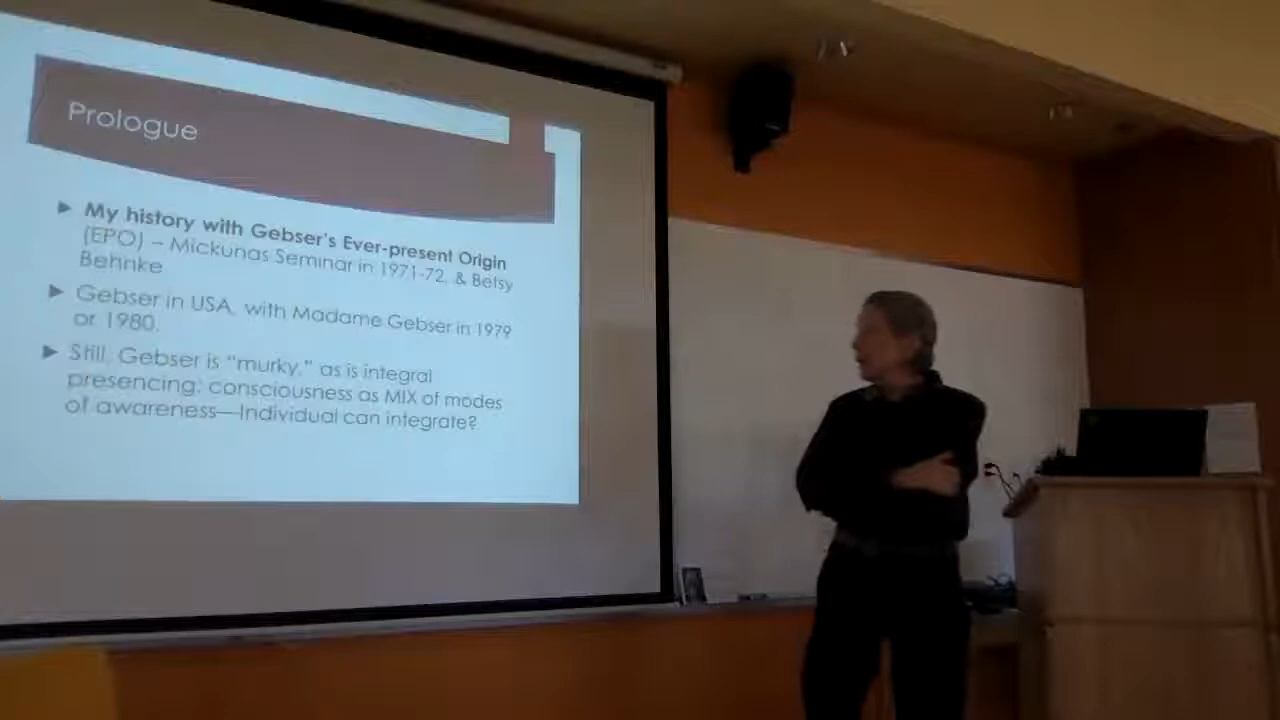 Prologue
My history with Gebser's Ever-present Origin
(EPO) – Mickunas Seminar in 1971-72, & Betsy
Behnke
Gebser in USA, with Madame Gebser in 1979
or 1980.
Still, Gebser is "murky," as is integral
presencing; consciousness as MIX of modes
of awareness—Individual can integrate?